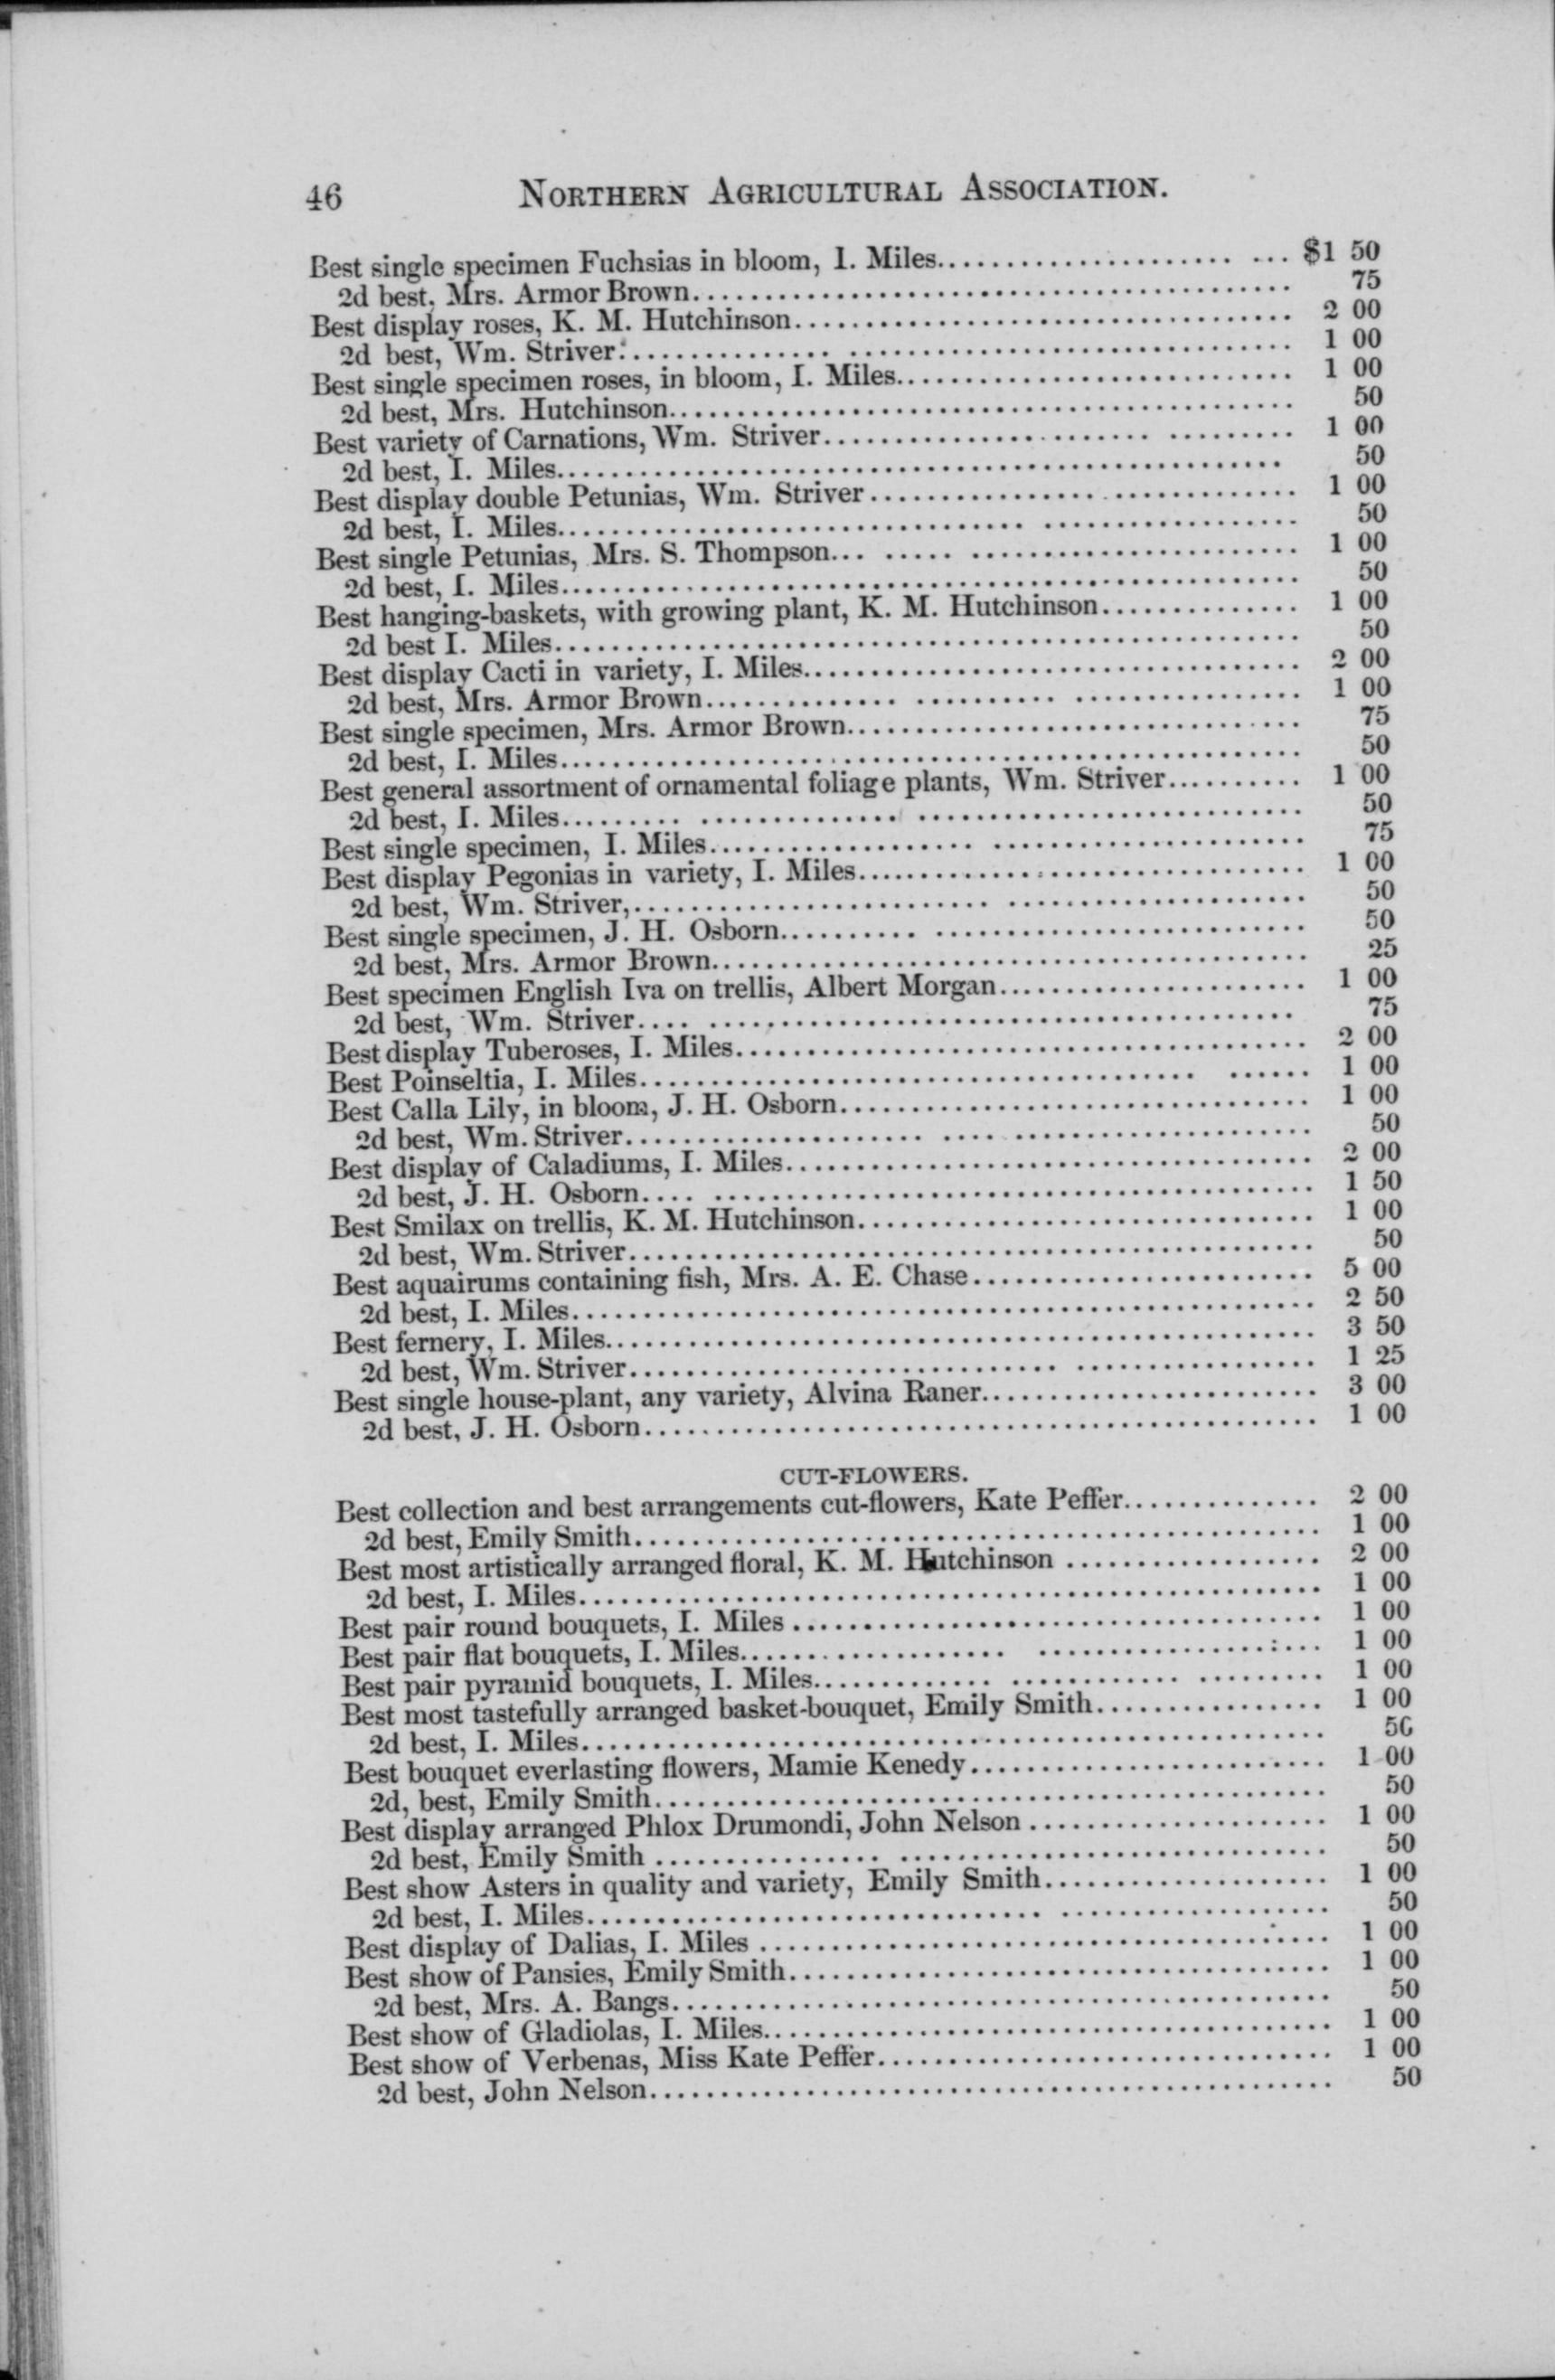 46 NORTHERN AGRICULTURAL ASSOCIATION.
Best single specimen Fuchsias in bloom, I. Miles........................ ... $1 50
2d best, Mrs. Armor Brown.......................................... 75
Best display roses, K. M. Hutchinson................................... 2 00
2d best, Wm. Striver................ ............................... 1 00
Best single specimen roses, in bloom, I. Miles............................ 1 00
2d best, Mrs. Hutchinson............................................ 50
Best variety of Carnations, Wm. Striver....................... ......... 1 00
2d best, I. Miles................................................... 50
Best display double Petunias, Wm. Striver.............................. 1 00
2d best, I. Miles................................. .................. 50
Best single Petunias, Mrs. S. Thompson... ..... ....................... 1 00
2d best, I. Miles.................................................... 50
Best hanging-baskets, with growing plant, K. M. Hutchinson.............. 1 00
2d best I. Miles.................................................... 50
Best display Cacti in variety, I. Miles................................... 2 00
2d best, Mrs. Armor Brown.............. .......... ................ 1 00
Best single specimen, Mrs. Armor Brown................................ 75
2d best, I. Miles.................................................... 50
Best general assortment of ornamental foliage plants, Wm. Striver.......... 1 00
2d best, I. Miles......... .............. ........................... 50
Best single specimen, I. Miles................... ...................... 75
Best display Pegonias in variety, I. Miles............................... 1 00
2d best, Wm. Striver,.......................... ..................... 50
Best single specimen, J. H. Osborn.......... .......................... 50
2d best, Mrs. Armor Brown.......................................... 25
Best specimen English Iva on trellis, Albert Morgan...................... 1 00
2d best, Wm. Striver.... ......................................... 75
Best display Tuberoses, I. Miles........................................ 2 00
Best Poinseltia, I. Miles....................................... ...... 1 00
Best Calla Lily, in bloom, J. H. Osborn................................. 1 00
2d best, Wm. Striver..................... .... ..................... 50
Best display of Caladiums, I. Miles..................................... 2 00
2d best, J. H. Osborn.... .......................................... 1 50
Best Smilax on trellis, K. M. Hutchinson................................ 1 00
2d best, Wm. Striver................................................ 50
Best aquairums containing fish, Mrs. A. E. Chase........................ 5 00
2d best, I. Miles.................................................... 2 50
Best fernery, I. Miles.................................................. 3 50
2d best, Wm. Striver.............................. ................. 1 25
Best single house-plant, any variety, Alvina Raner........................ 3 00
2d best, J. H. Osborn............................................... 1 00
CUT-FLOWERS.
Best collection and best arrangements cut-flowers, Kate Peffer.............. 2 00
2d best, Emily Smith................................................ 1 00
Best most artistically arranged floral, K. M. Hutchinson .................. 2 00
2d best, I. Miles.................................................... 1 00
Best pair round bouquets, I. Miles ..................................... 1 00
Best pair flat bouquets, I. Miles................... .................... 1 00
Best pair pyramid bouquets, I. Miles............. ............ ......... 1 00
Best most tastefully arranged basket-bouquet, Emily Smith................ 1 00
2d best, I. Miles.................................................... 50
Best bouquet everlasting flowers, Mamie Kenedy......................... 1 00
2d, best, Emily Smith............................................... 50
Best display arranged Phlox Drumondi, John Nelson ..................... 1 00
2d best, Emily Smith ................ .............................. 50
Best show Asters in quality and variety, Emily Smith.................... 1 00
2d best, I. Miles................................ ................... 50
Best display of Dalias, I. Miles ........................................ 1 00
Best show of Pansies, Emily Smith...................................... 1 00
2d best, Mrs. A. Bangs.............................................. 50
Best show of Gladiolas, I. Miles........................................ 1 00
Best show of Verbenas, Miss Kate Peffer................................ 1 00
2d best, John Nelson................................................ 50